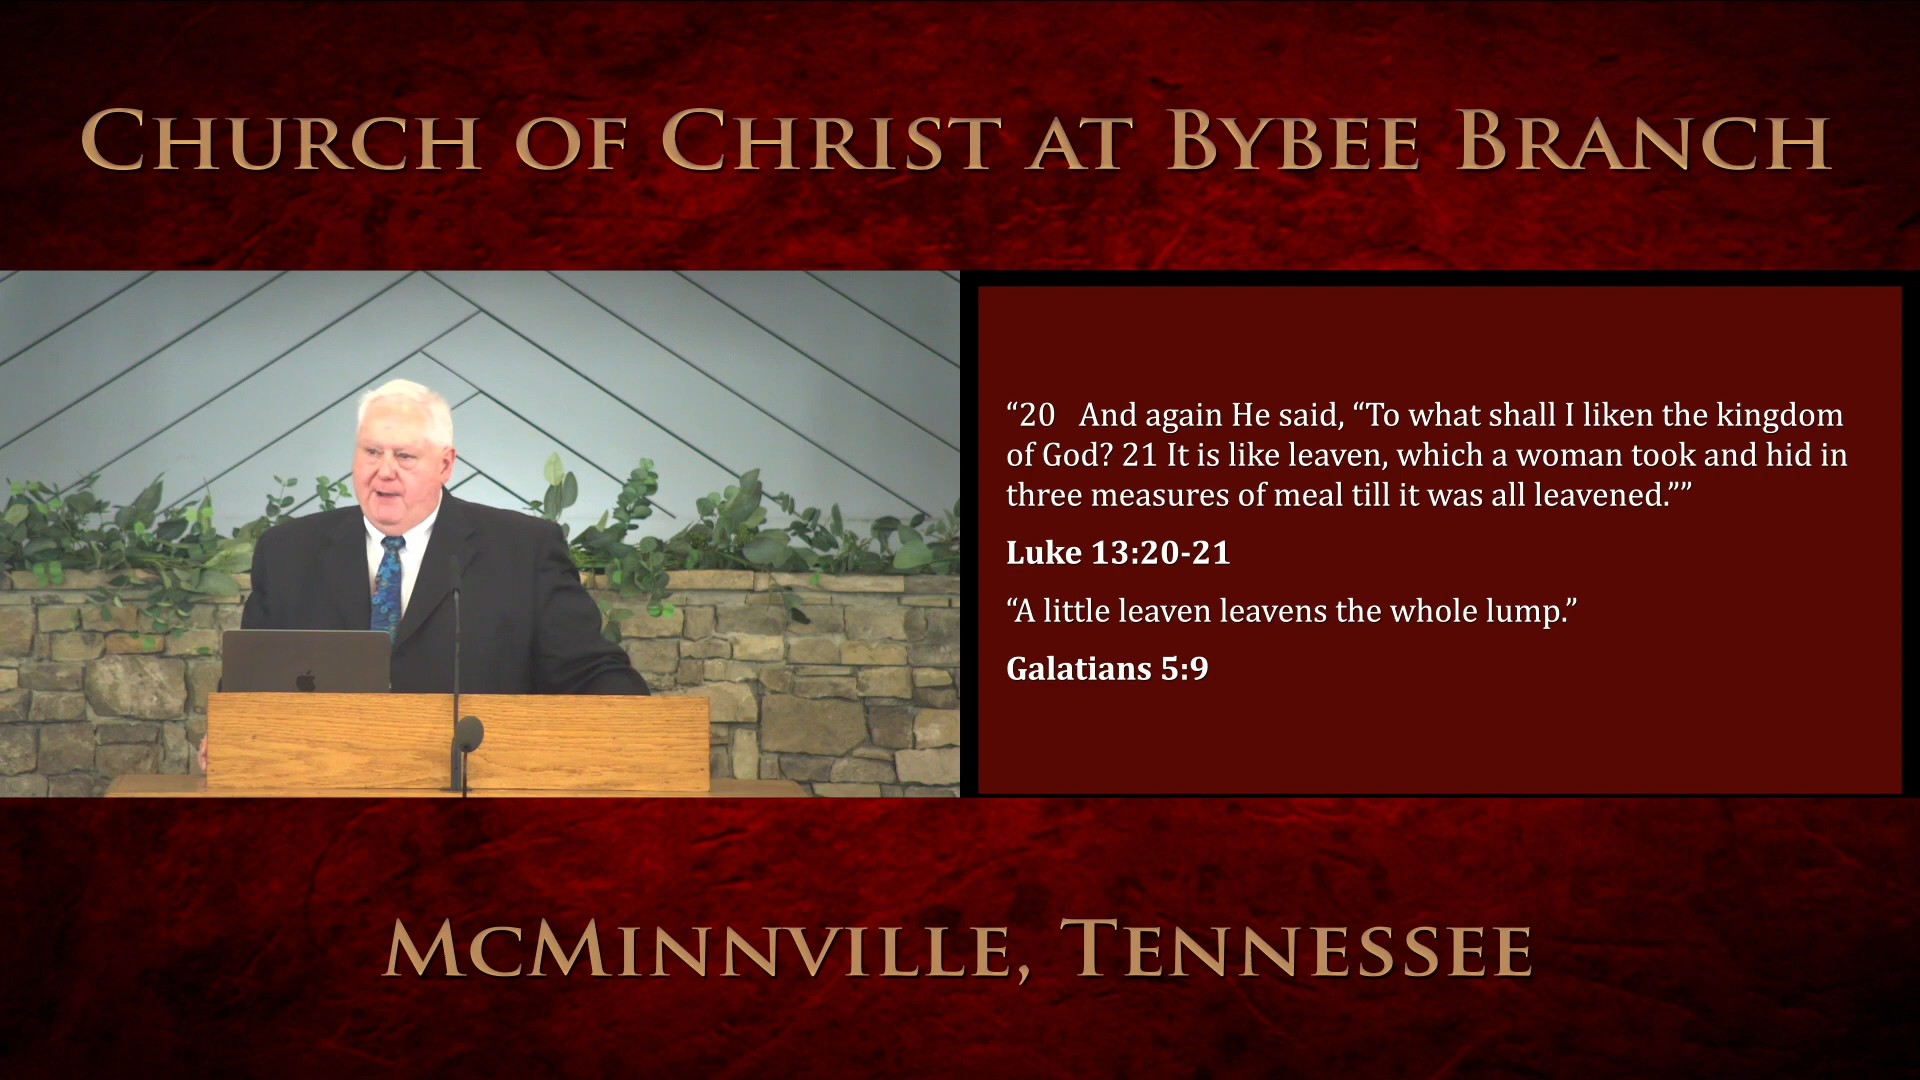 Church of Christ at Bybee Branch
“20   And again He said, “To what shall I liken the kingdom
of God? 21 It is like leaven, which a woman took and hid in
three measures of meal till it was all leavened.””
Luke 13:20-21
“A little leaven leavens the whole lump.”
Galatians 5:9
McMinnville, Tennessee